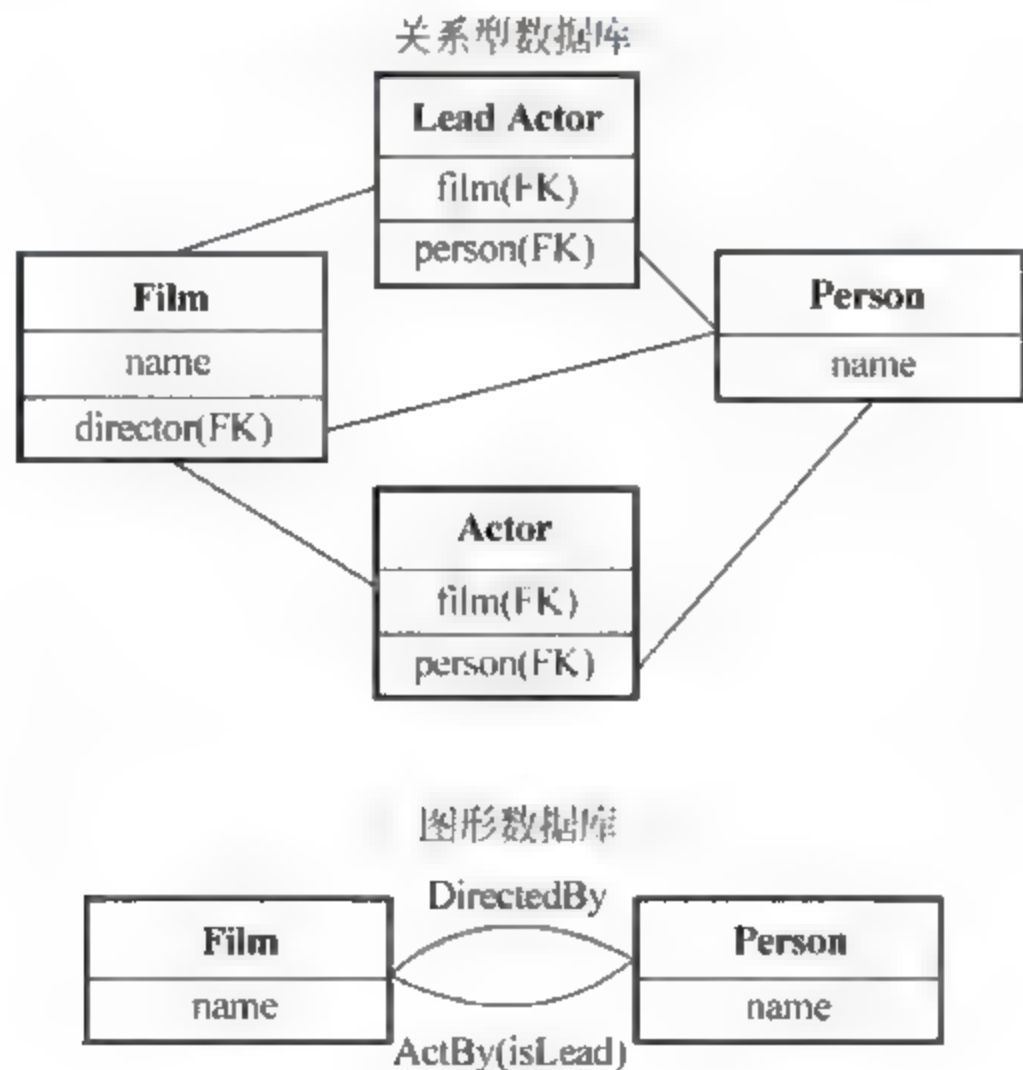 关系型数据库
Lead Actor
film(FK)
person(FK)
Film
name
director(FK)
Person
name
Actor
film(FK)
person(FK)
图形数据库
DirectedBy
Film
name
Person
name
ActBy(isLead)